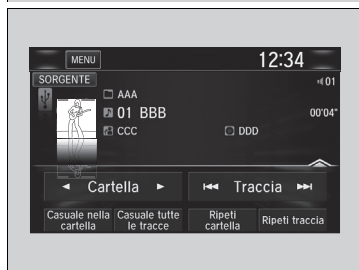 MENU 12:34
SORGENTE 01
AAA
01 BBB 00'04"
CCC DDD
Cartella Traccia
Casuale nella cartella Casuale tutte le tracce Ripeti cartella Ripeti traccia